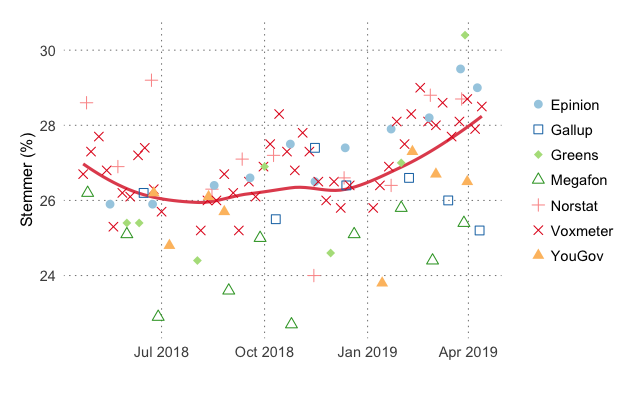 Stemmer (%)
30
28
26
24
Jul 2018
Oct 2018
Jan 2019
Apr 2019
Epinion
Gallup
Greens
Megafon
Norstat
Voxmeter
YouGov